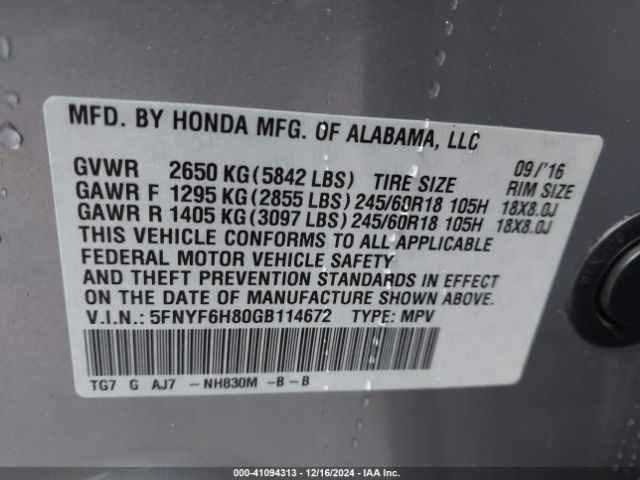 MFD. BY HONDA MFG. OF ALABAMA, LLC
09/'16
GVWR 2650 KG (5842 LBS) TIRE SIZE RIM SIZE
GAWR F 1295 KG (2855 LBS) 245/60R18 105H 18X8.0J
GAWR R 1405 KG (3097 LBS) 245/60R18 105H 18X8.0J
THIS VEHICLE CONFORMS TO ALL APPLICABLE
FEDERAL MOTOR VEHICLE SAFETY
AND THEFT PREVENTION STANDARDS IN EFFECT
ON THE DATE OF MANUFACTURE SHOWN ABOVE.
V.I.N.: 5FNYF6H80GB114672 TYPE: MPV
TG7 G AJ7 -NH830M -B-B
000-41094313 - 12/16/2024 - IAA Inc.